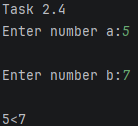 Task 2.4
Enter number a:5
Enter number b:7
5<7